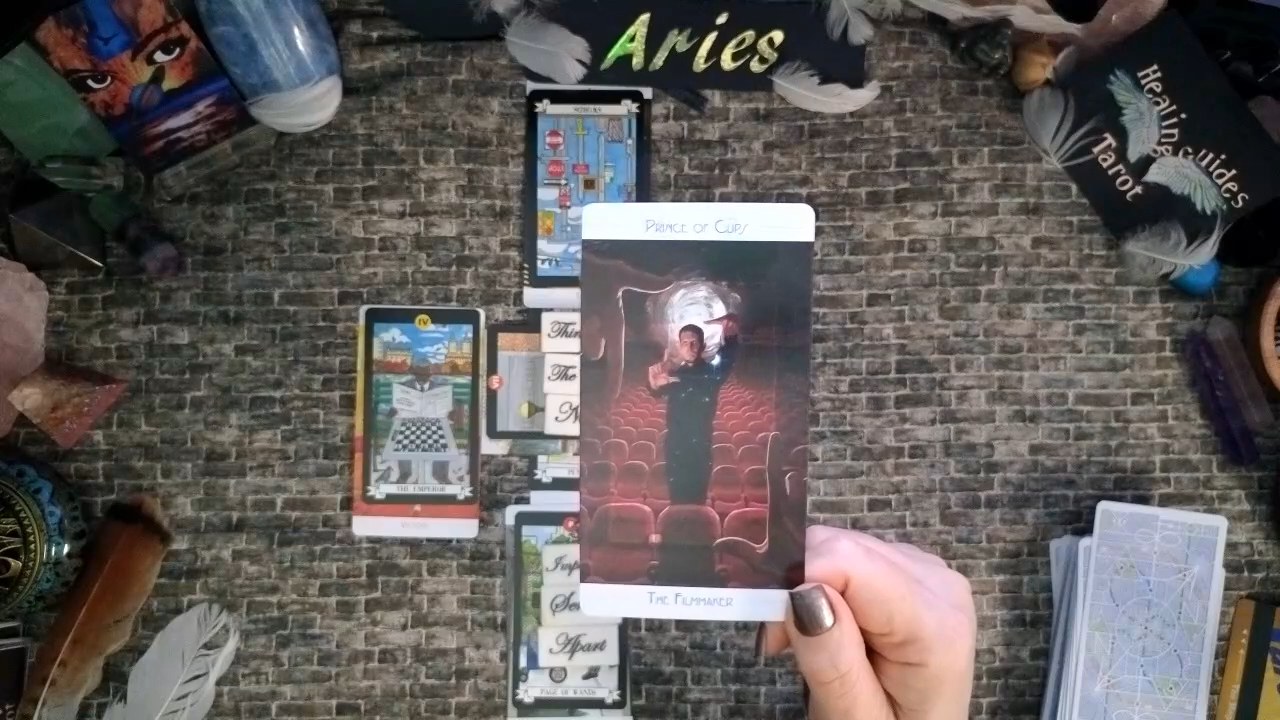 Aries
Healing Guides
Tarot
PRINCE OF CUPS
IV
Thin
The
N
THE EMPEROR
THE FILMMAKER
Imp
Se
Apart
PAGE OF WANDS